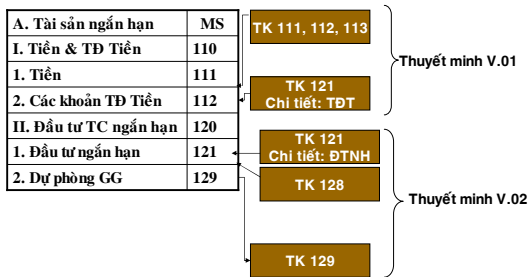 A. Tài sản ngắn hạn MS
I. Tiền & TĐ Tiền 110
1. Tiền 111
2. Các khoản TĐ Tiền 112
II. Đầu tư TC ngắn hạn 120
1. Đầu tư ngắn hạn 121
2. Dự phòng GG 129
TK 111, 112, 113
TK 121
Chi tiết: TĐT
Thuyết minh V.01
TK 121
Chi tiết: ĐTNH
TK 128
TK 129
Thuyết minh V.02